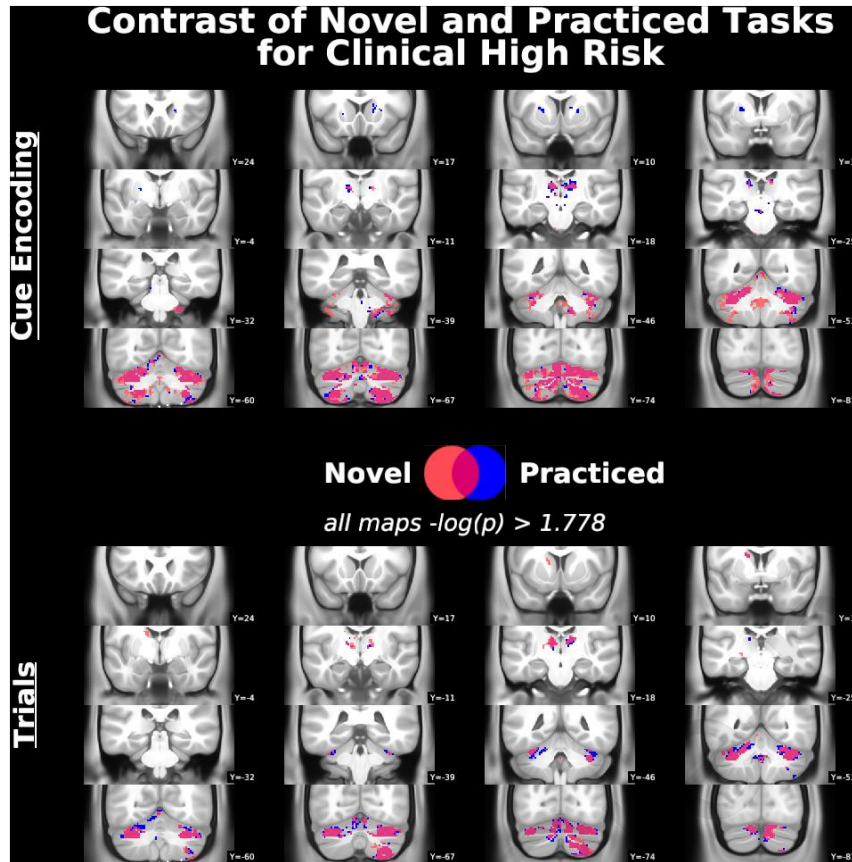 Contrast of Novel and Practiced Tasks
for Clinical High Risk
Cue Encoding
Y=24 Y=17 Y=10
Y=-4 Y=-11 Y=-18
Y=-32 Y=-39 Y=-46
Y=-60 Y=-67 Y=-74
Novel Practiced
all maps -log(p) > 1.778
Trials
Y=24 Y=17 Y=10
Y=-4 Y=-11 Y=-18
Y=-32 Y=-39 Y=-46
Y=-60 Y=-67 Y=-74